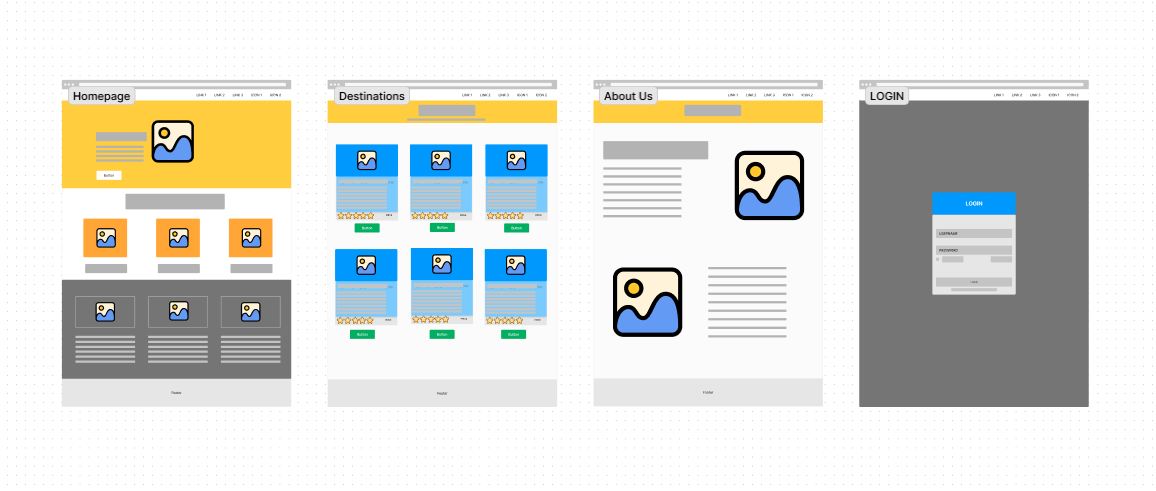 Homepage
LINK 1 LINK 2 LINK 3 ICON 1 ICON 2
Button
Footer
Destinations
LINK 1 LINK 2 LINK 3 ICON 1 ICON 2
Button Button Button
Button Button Button
Footer
About Us
LINK 1 LINK 2 LINK 3 ICON 1 ICON 2
Footer
LOGIN
LINK 1 LINK 2 LINK 3 ICON 1 ICON 2
LOGIN
USERNAME
PASSWORD